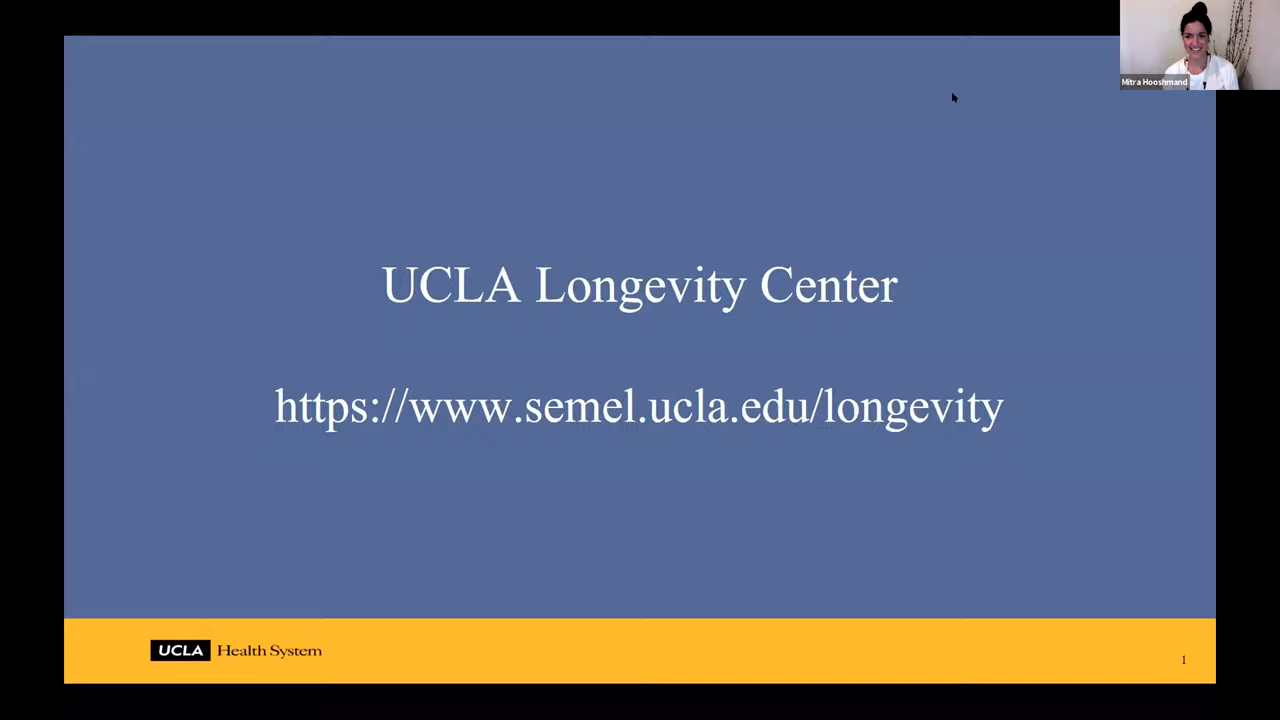 Mitra Hooshmand
UCLA Longevity Center
https://www.semel.ucla.edu/longevity
UCLA Health System
1